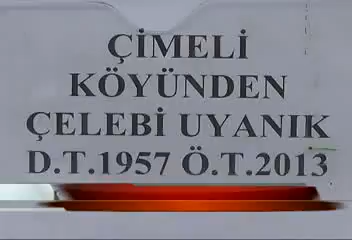 ÇİMELİ
KÖYÜNDEN
ÇELEBİ UYANIK
D.T.1957 Ö.T.2013